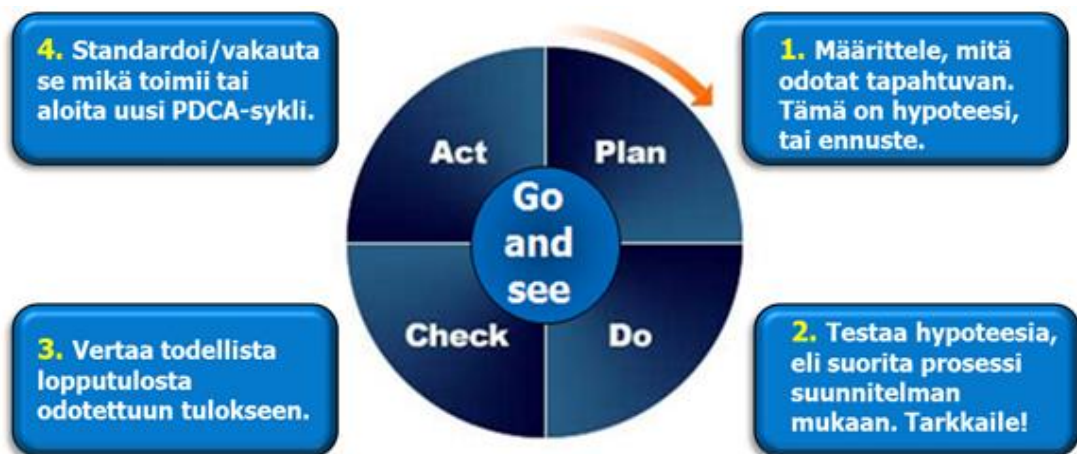 4. Standardoi/vakauta
se mikä toimii tai
aloita uusi PDCA-sykli.
1. Määrittele, mitä
odotat tapahtuvan.
Tämä on hypoteesi,
tai ennuste.
Act
Plan
Go
and
see
Check
Do
3. Vertaa todellista
lopputulosta
odotettuun tulokseen.
2. Testaa hypoteesia,
eli suorita prosessi
suunnitelman
mukaan. Tarkkaile!